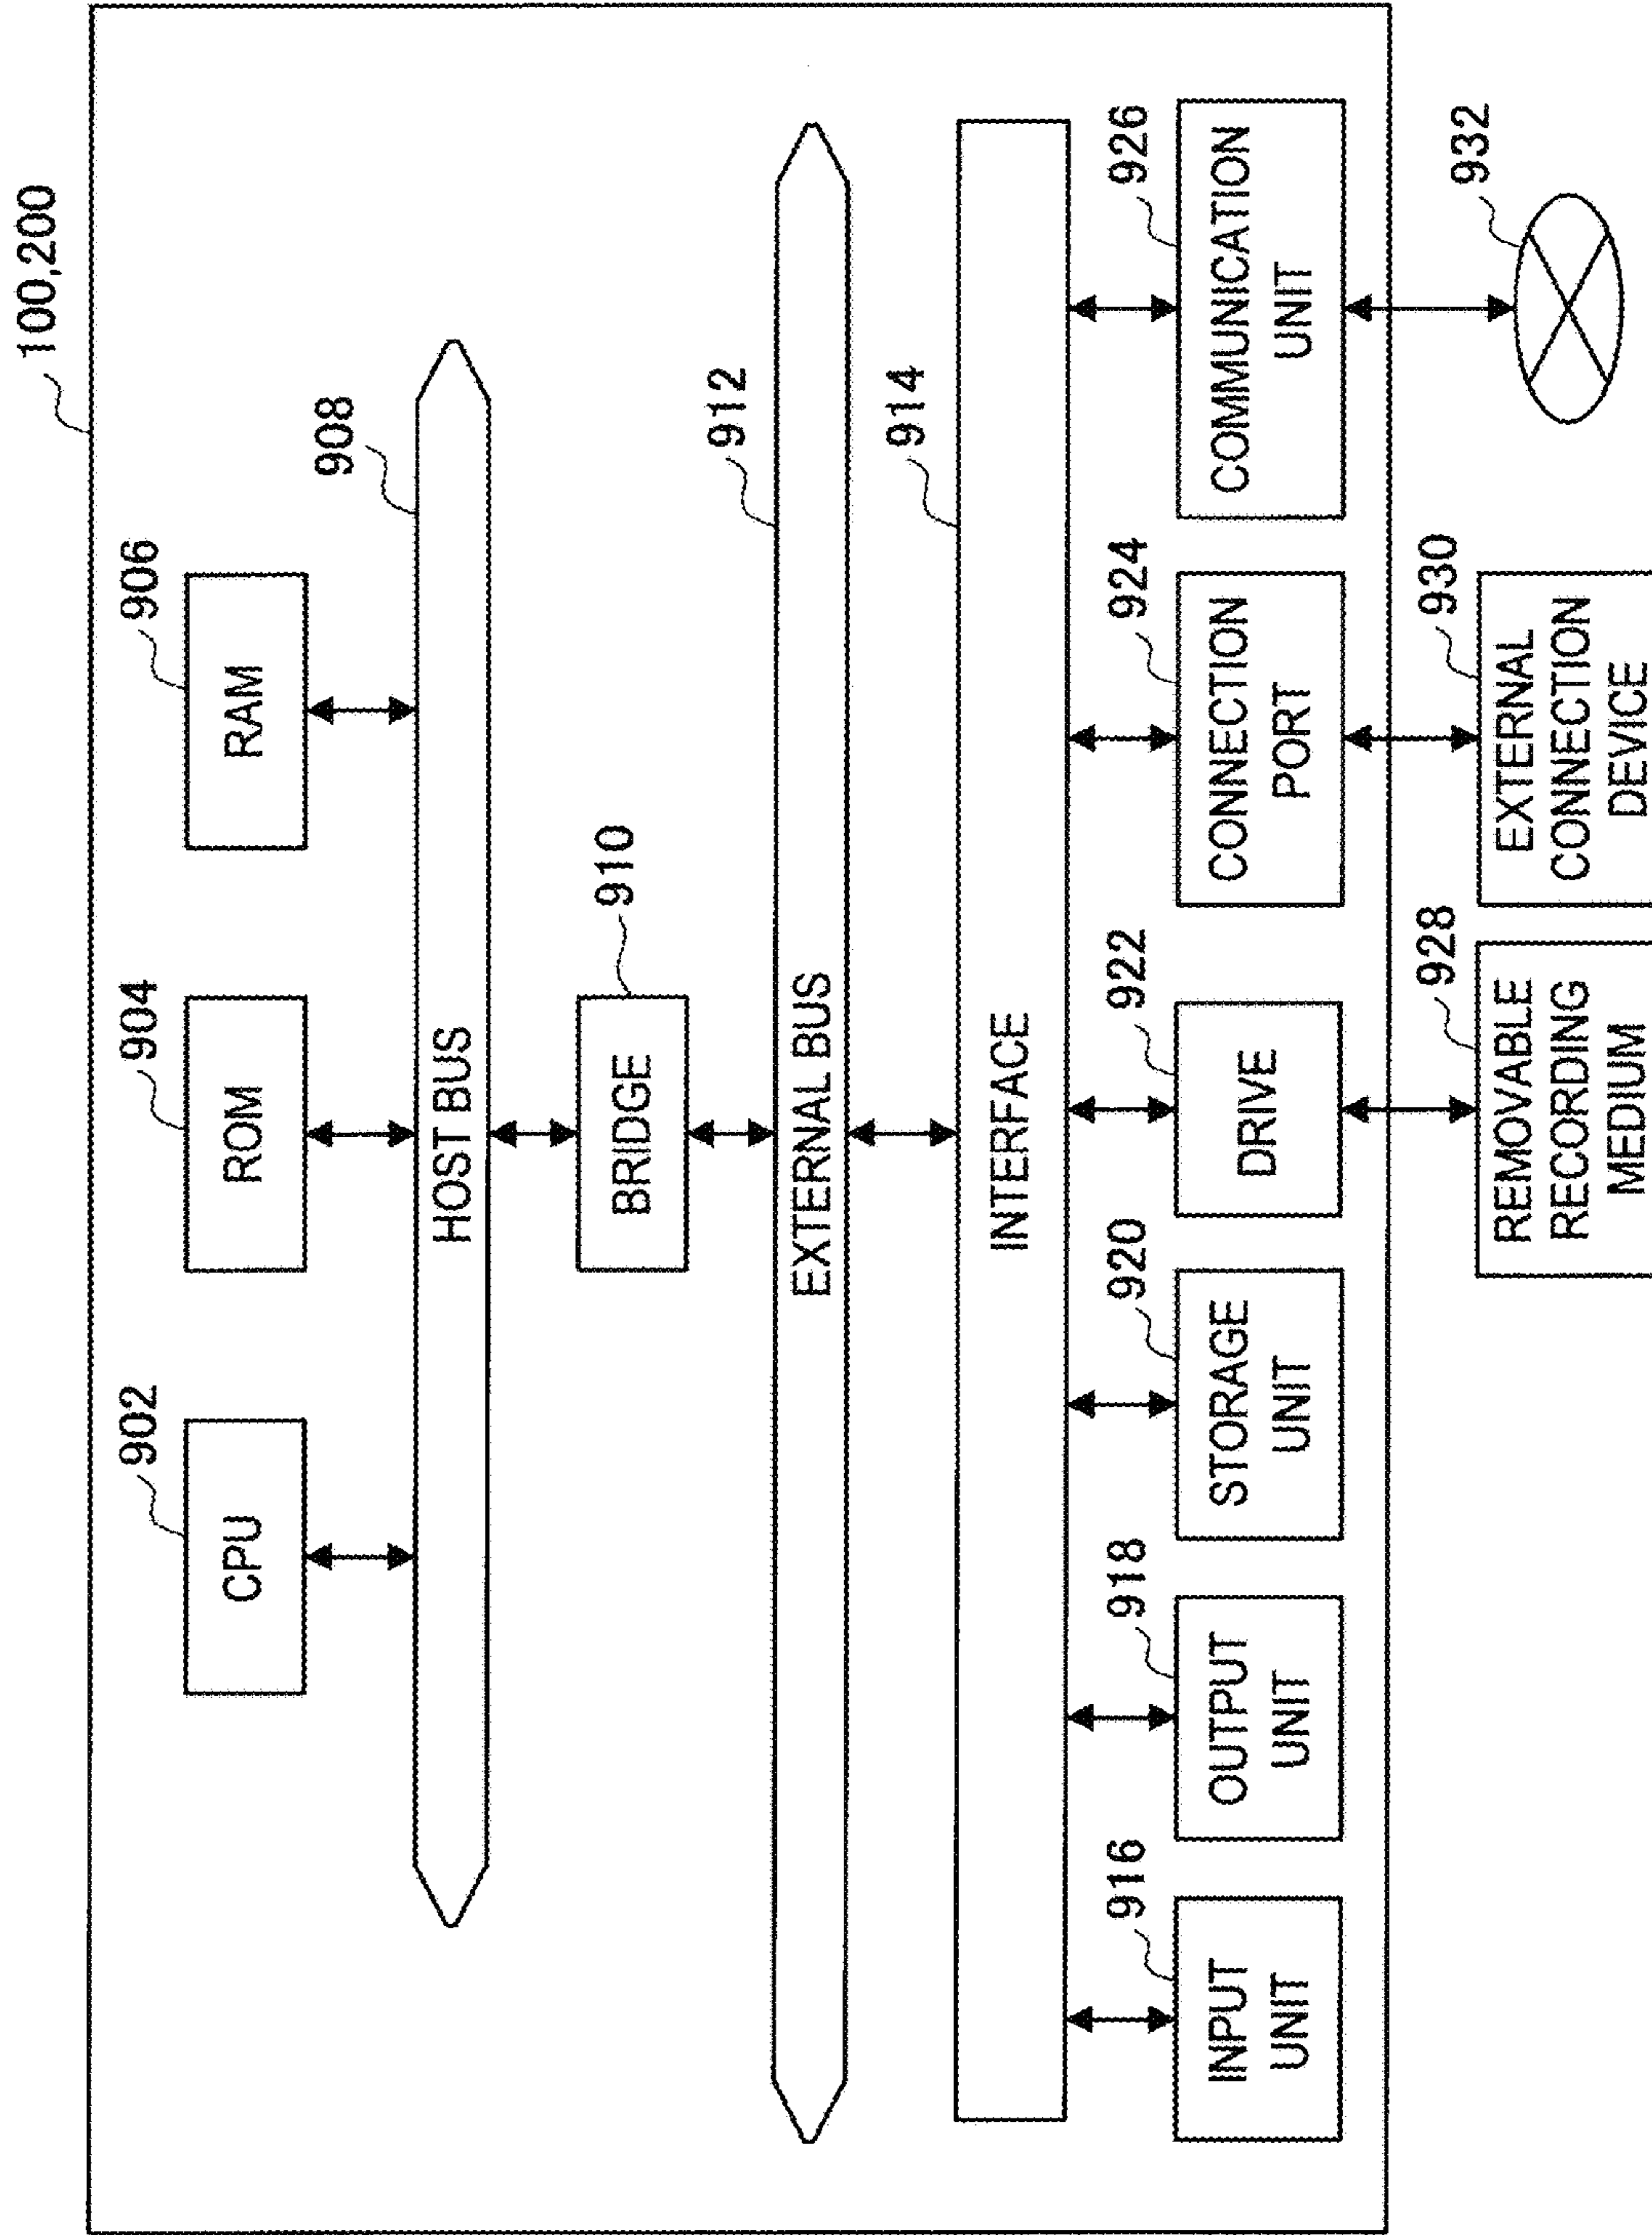 100,200
902
904
906
CPU
ROM
RAM
908
HOST BUS
910
BRIDGE
912
EXTERNAL BUS
914
INTERFACE
916
918
920
922
924
926
INPUT
UNIT
OUTPUT
UNIT
STORAGE
UNIT
DRIVE
CONNECTION
PORT
COMMUNICATION
UNIT
928
930
932
REMOVABLE
RECORDING
MEDIUM
EXTERNAL
CONNECTION
DEVICE